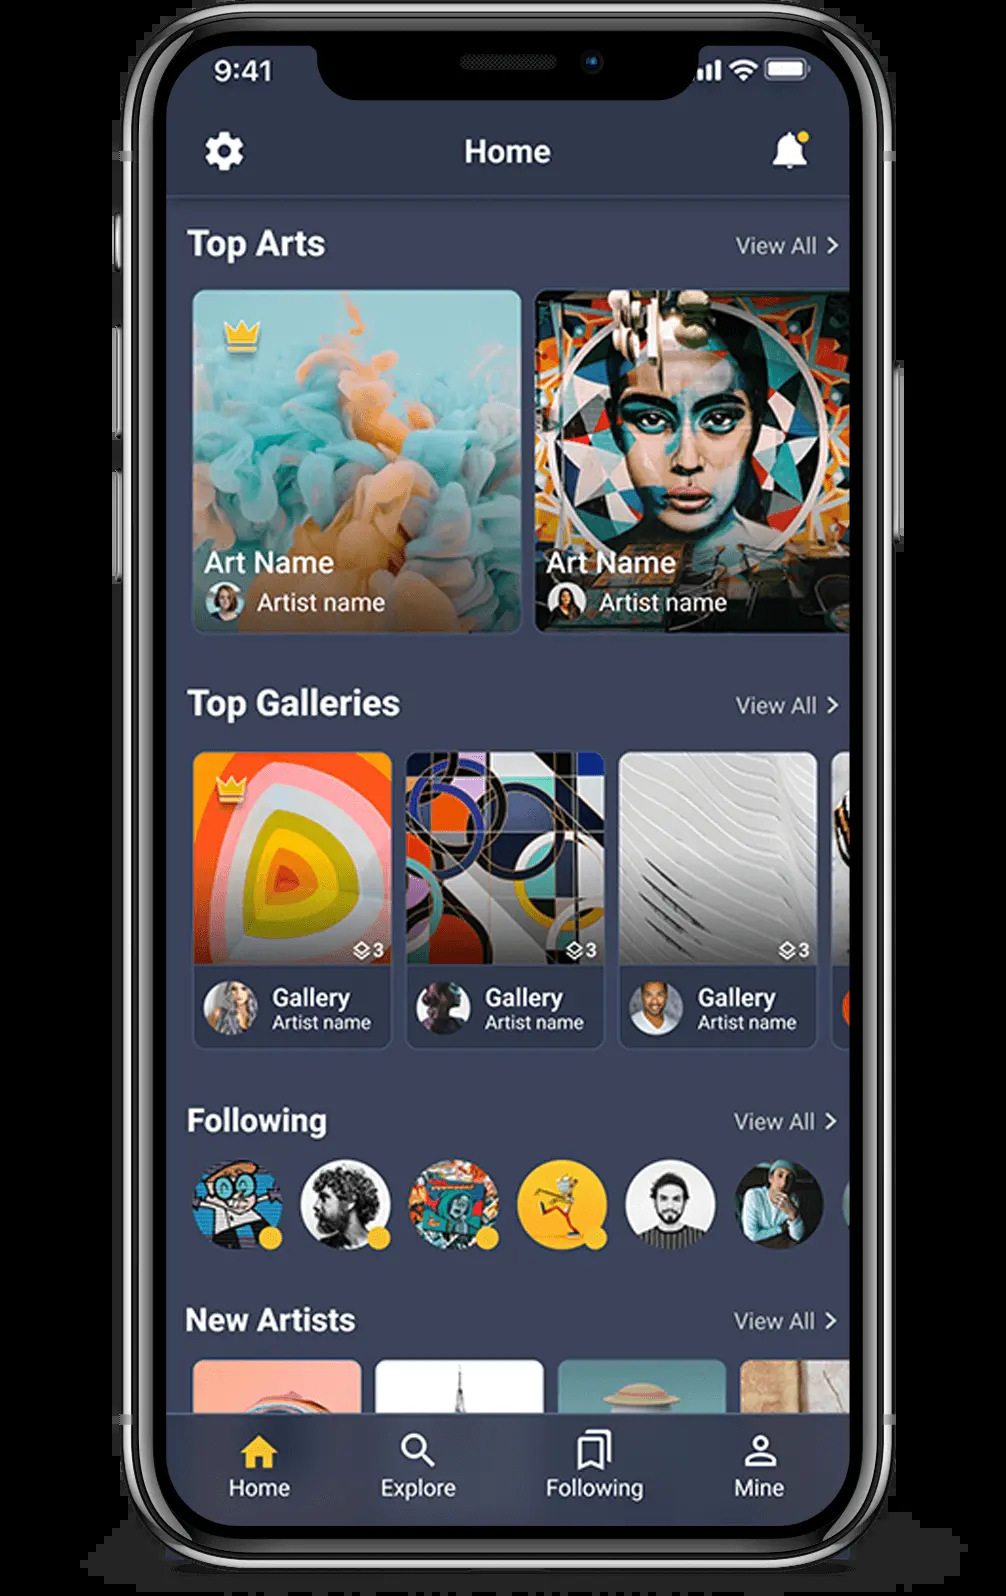 9:41
Home
Top Arts
View All
Art Name
Artist name
Art Name
Artist name
Top Galleries
View All
3
3
3
Gallery
Artist name
Gallery
Artist name
Gallery
Artist name
Following
View All
New Artists
View All
Home
Explore
Following
Mine